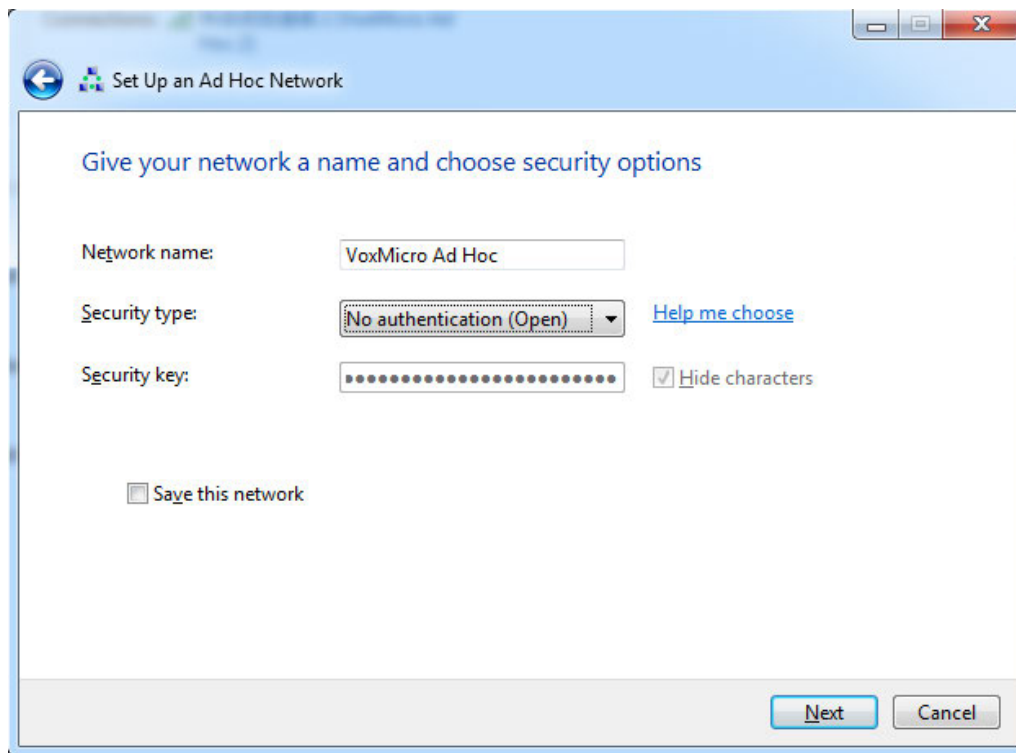 Set Up an Ad Hoc Network
Give your network a name and choose security options
Network name: VoxMicro Ad Hoc
Security type: No authentication (Open) Help me choose
Security key: ●●●●●●●●●●●●●●●●●●●●●●●● Hide characters
Save this network
Next Cancel